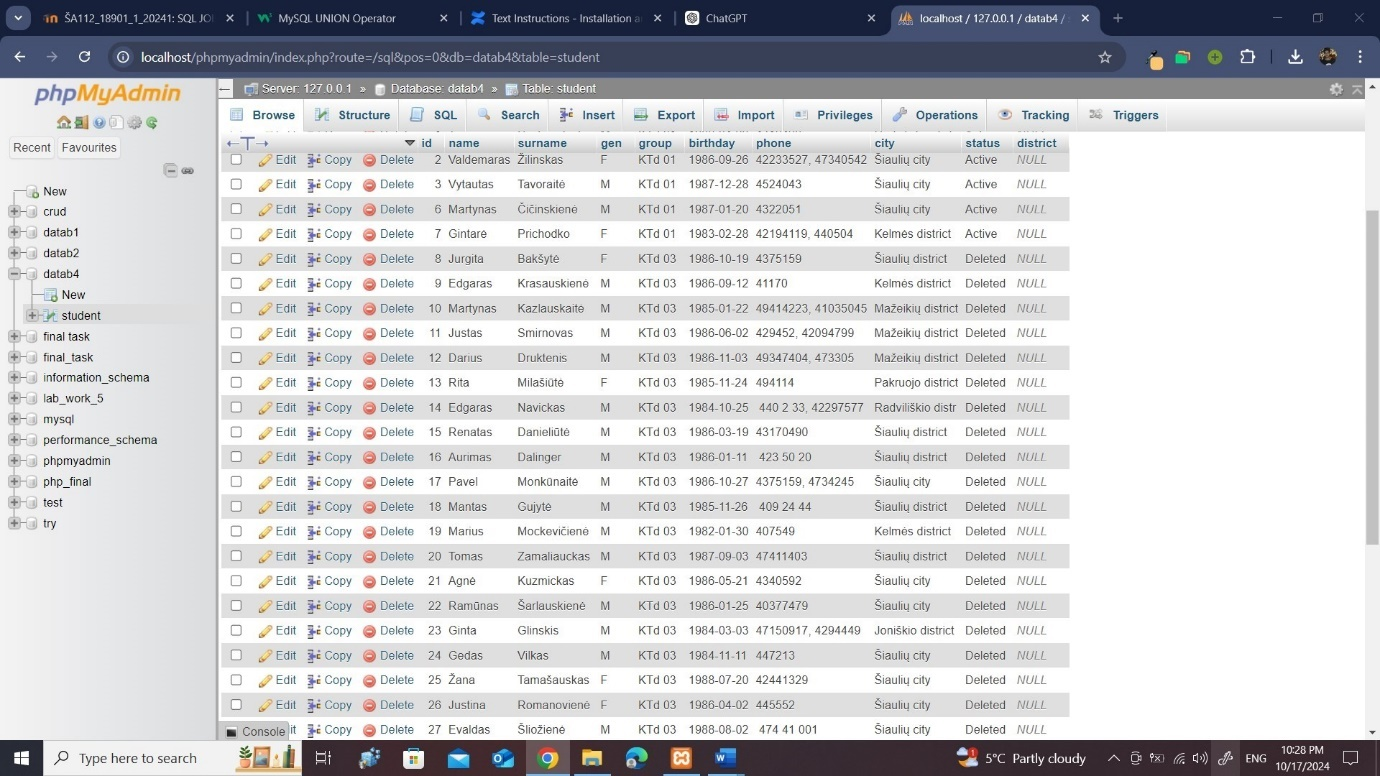 ŠA112_18901_1_20241: SQL JOI
MySQL UNION Operator
Text Instructions - Installation a
ChatGPT
localhost / 127.0.0.1 / datab4 / s
localhost/phpmyadmin/index.php?route=/sql&pos=0&db=datab4&table=student
phpMyAdmin
Recent Favourites
New
crud
datab1
datab2
datab4
New
student
final task
final_task
information_schema
lab_work_5
mysql
performance_schema
phpmyadmin
php_final
test
try
Server: 127.0.0.1 » Database: datab4 » Table: student
Browse Structure SQL Search Insert Export Import Privileges Operations Tracking Triggers
id name surname gen group birthday phone city status district
Edit Copy Delete 2 Valdemaras Žilinskas F KTd 01 1986-09-26 42233527, 47340542 Šiaulių city Active NULL
Edit Copy Delete 3 Vytautas Tavoraitė M KTd 01 1987-12-28 4524043 Šiaulių city Active NULL
Edit Copy Delete 6 Martynas Čičinskienė M KTd 01 1987-01-20 4322051 Šiaulių city Active NULL
Edit Copy Delete 7 Gintarė Prichodko F KTd 01 1983-02-28 42194119, 440504 Kelmės district Active NULL
Edit Copy Delete 8 Jurgita Bakšytė F KTd 03 1986-10-19 4375159 Šiaulių district Deleted NULL
Edit Copy Delete 9 Edgaras Krasauskienė M KTd 03 1986-09-12 41170 Kelmės district Deleted NULL
Edit Copy Delete 10 Martynas Kazlauskaitė M KTd 03 1985-01-22 49414223, 41035045 Mažeikių district Deleted NULL
Edit Copy Delete 11 Justas Smirnovas M KTd 03 1986-06-02 429452, 42094799 Mažeikių district Deleted NULL
Edit Copy Delete 12 Darius Druktenis M KTd 03 1986-11-03 49347404, 473305 Mažeikių district Deleted NULL
Edit Copy Delete 13 Rita Milašiūtė F KTd 03 1985-11-24 494114 Pakruojo district Deleted NULL
Edit Copy Delete 14 Edgaras Navickas M KTd 03 1984-10-25 440 2 33, 42297577 Radviliškio distr Deleted NULL
Edit Copy Delete 15 Renatas Danieliūtė M KTd 03 1986-03-19 43170490 Šiaulių district Deleted NULL
Edit Copy Delete 16 Aurimas Dalinger M KTd 03 1986-01-11 423 50 20 Šiaulių district Deleted NULL
Edit Copy Delete 17 Pavel Monkūnaitė M KTd 03 1986-10-27 4375159, 4734245 Šiaulių city Deleted NULL
Edit Copy Delete 18 Mantas Gujytė M KTd 03 1985-11-26 409 24 44 Šiaulių city Deleted NULL
Edit Copy Delete 19 Marius Mockevičienė M KTd 03 1982-01-30 407549 Kelmės district Deleted NULL
Edit Copy Delete 20 Tomas Zamaliauckas M KTd 03 1987-09-03 47411403 Šiaulių district Deleted NULL
Edit Copy Delete 21 Agnė Kuzmickas F KTd 03 1986-05-21 4340592 Šiaulių city Deleted NULL
Edit Copy Delete 22 Ramūnas Šarlauskienė M KTd 03 1986-01-25 40377479 Šiaulių city Deleted NULL
Edit Copy Delete 23 Ginta Glinskis M KTd 03 1984-03-03 47150917, 4294449 Joniškio district Deleted NULL
Edit Copy Delete 24 Gedas Vilkas M KTd 03 1984-11-11 447213 Šiaulių city Deleted NULL
Edit Copy Delete 25 Žana Tamašauskas F KTd 03 1988-07-20 42441329 Šiaulių city Deleted NULL
Edit Copy Delete 26 Justina Romanovienė F KTd 03 1986-04-02 445552 Šiaulių city Deleted NULL
Console it Copy Delete 27 Evaldas Šliožienė M KTd 03 1988-08-02 474 41 001 Šiaulių city Deleted NULL
Type here to search
5°C Partly cloudy
ENG
10:28 PM
10/17/2024